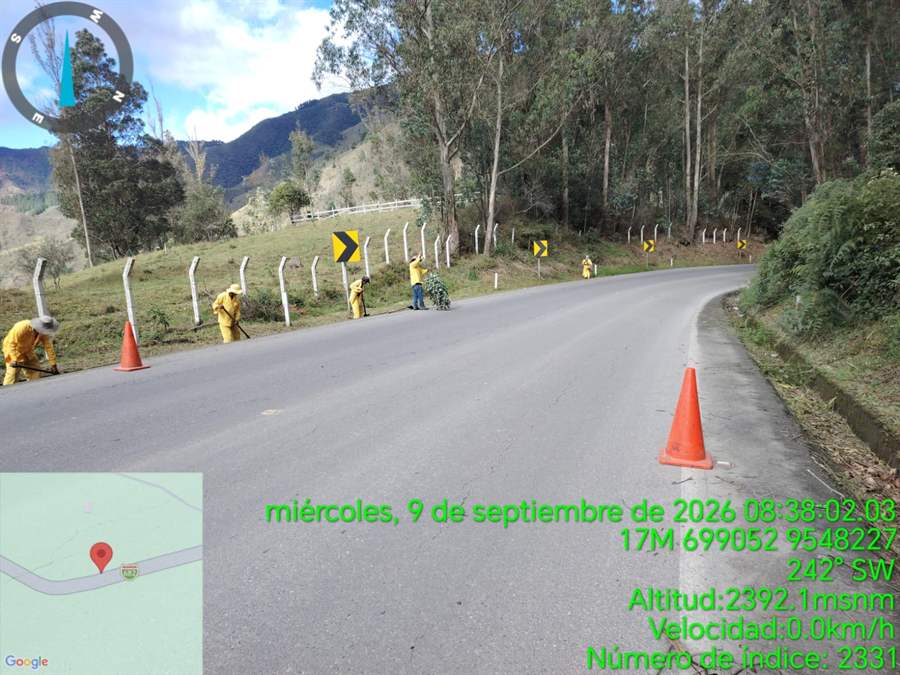 S
W
E
N
miércoles, 9 de septiembre de 2026 08:38:02.03
17M 699052 9548227
242° SW
Altitud:2392.1msnm
Velocidad:0.0km/h
Número de índice: 2331
E82
Google